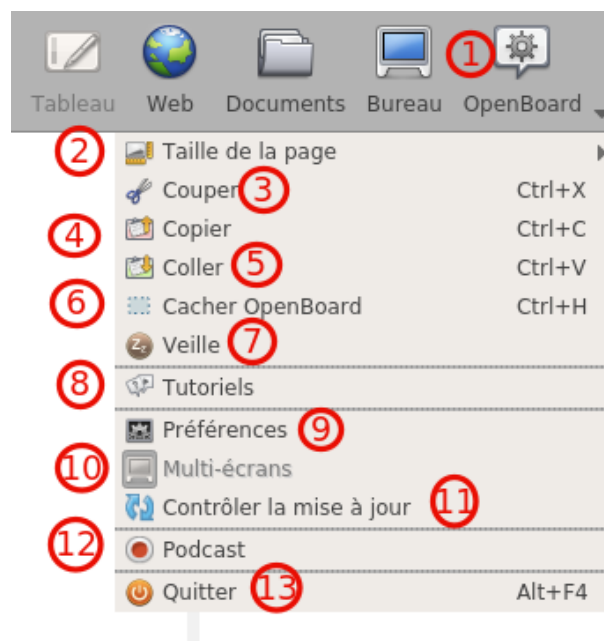 1
Tableau Web Documents Bureau OpenBoard
2 Taille de la page
Couper 3 Ctrl+X
4 Copier Ctrl+C
Coller 5 Ctrl+V
6 Cacher OpenBoard Ctrl+H
Zz Veille 7
8 Tutoriels
Préférences 9
10 Multi-écrans
Contrôler la mise à jour 11
12 Podcast
Quitter 13 Alt+F4